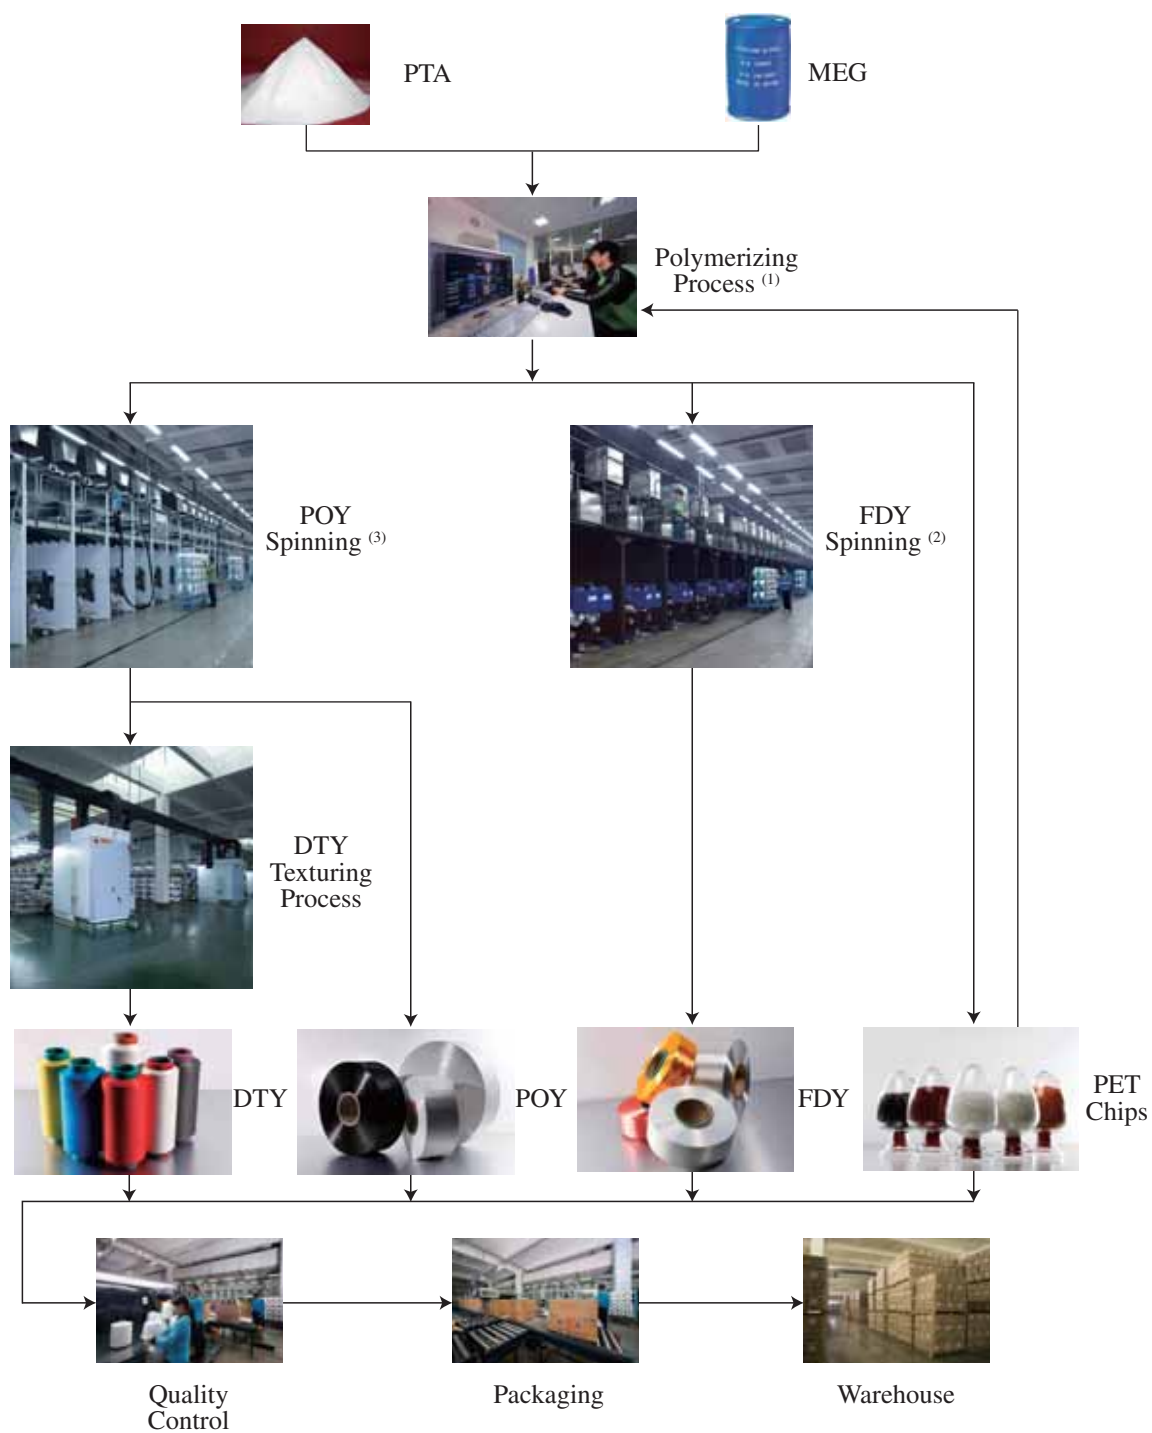 PTA
MEG
Polymerizing
Process (1)
POY
Spinning (3)
FDY
Spinning (2)
DTY
Texturing
Process
DTY
POY
FDY
PET
Chips
Quality
Control
Packaging
Warehouse